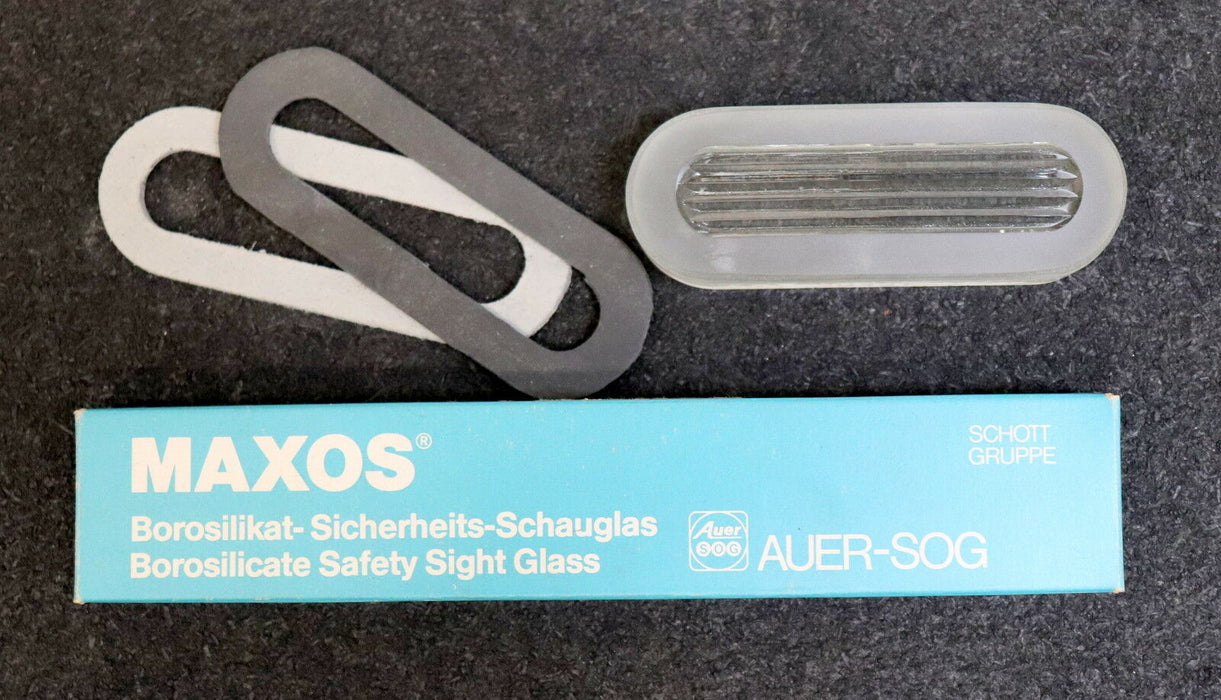 MAXOS®
Borosilikat- Sicherheits-Schauglas
Borosilicate Safety Sight Glass
SCHOTT
GRUPPE
Auer
SOG
AUER-SOG